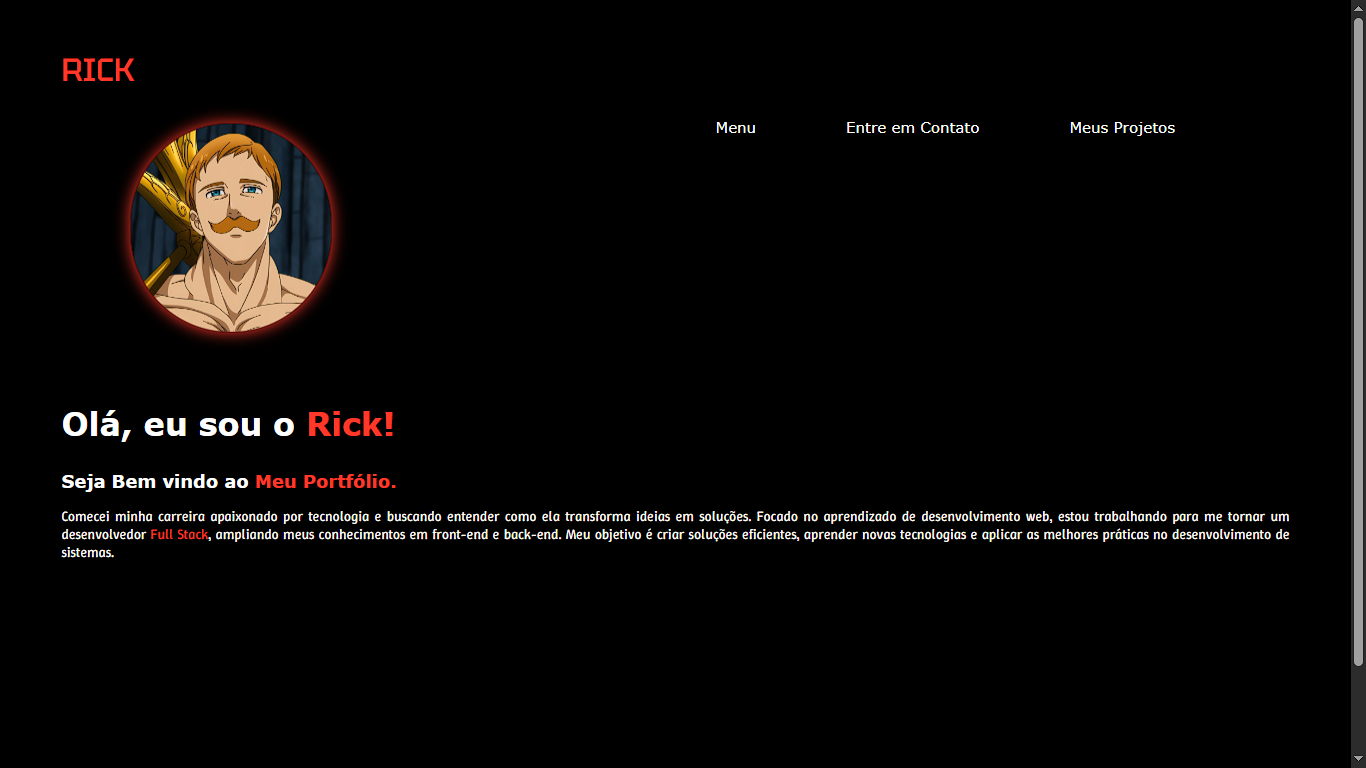 RICK
Menu
Entre em Contato
Meus Projetos
Olá, eu sou o Rick!
Seja Bem vindo ao Meu Portfólio.
Comecei minha carreira apaixonado por tecnologia e buscando entender como ela transforma ideias em soluções. Focado no aprendizado de desenvolvimento web, estou trabalhando para me tornar um
desenvolvedor Full Stack, ampliando meus conhecimentos em front-end e back-end. Meu objetivo é criar soluções eficientes, aprender novas tecnologias e aplicar as melhores práticas no desenvolvimento de
sistemas.